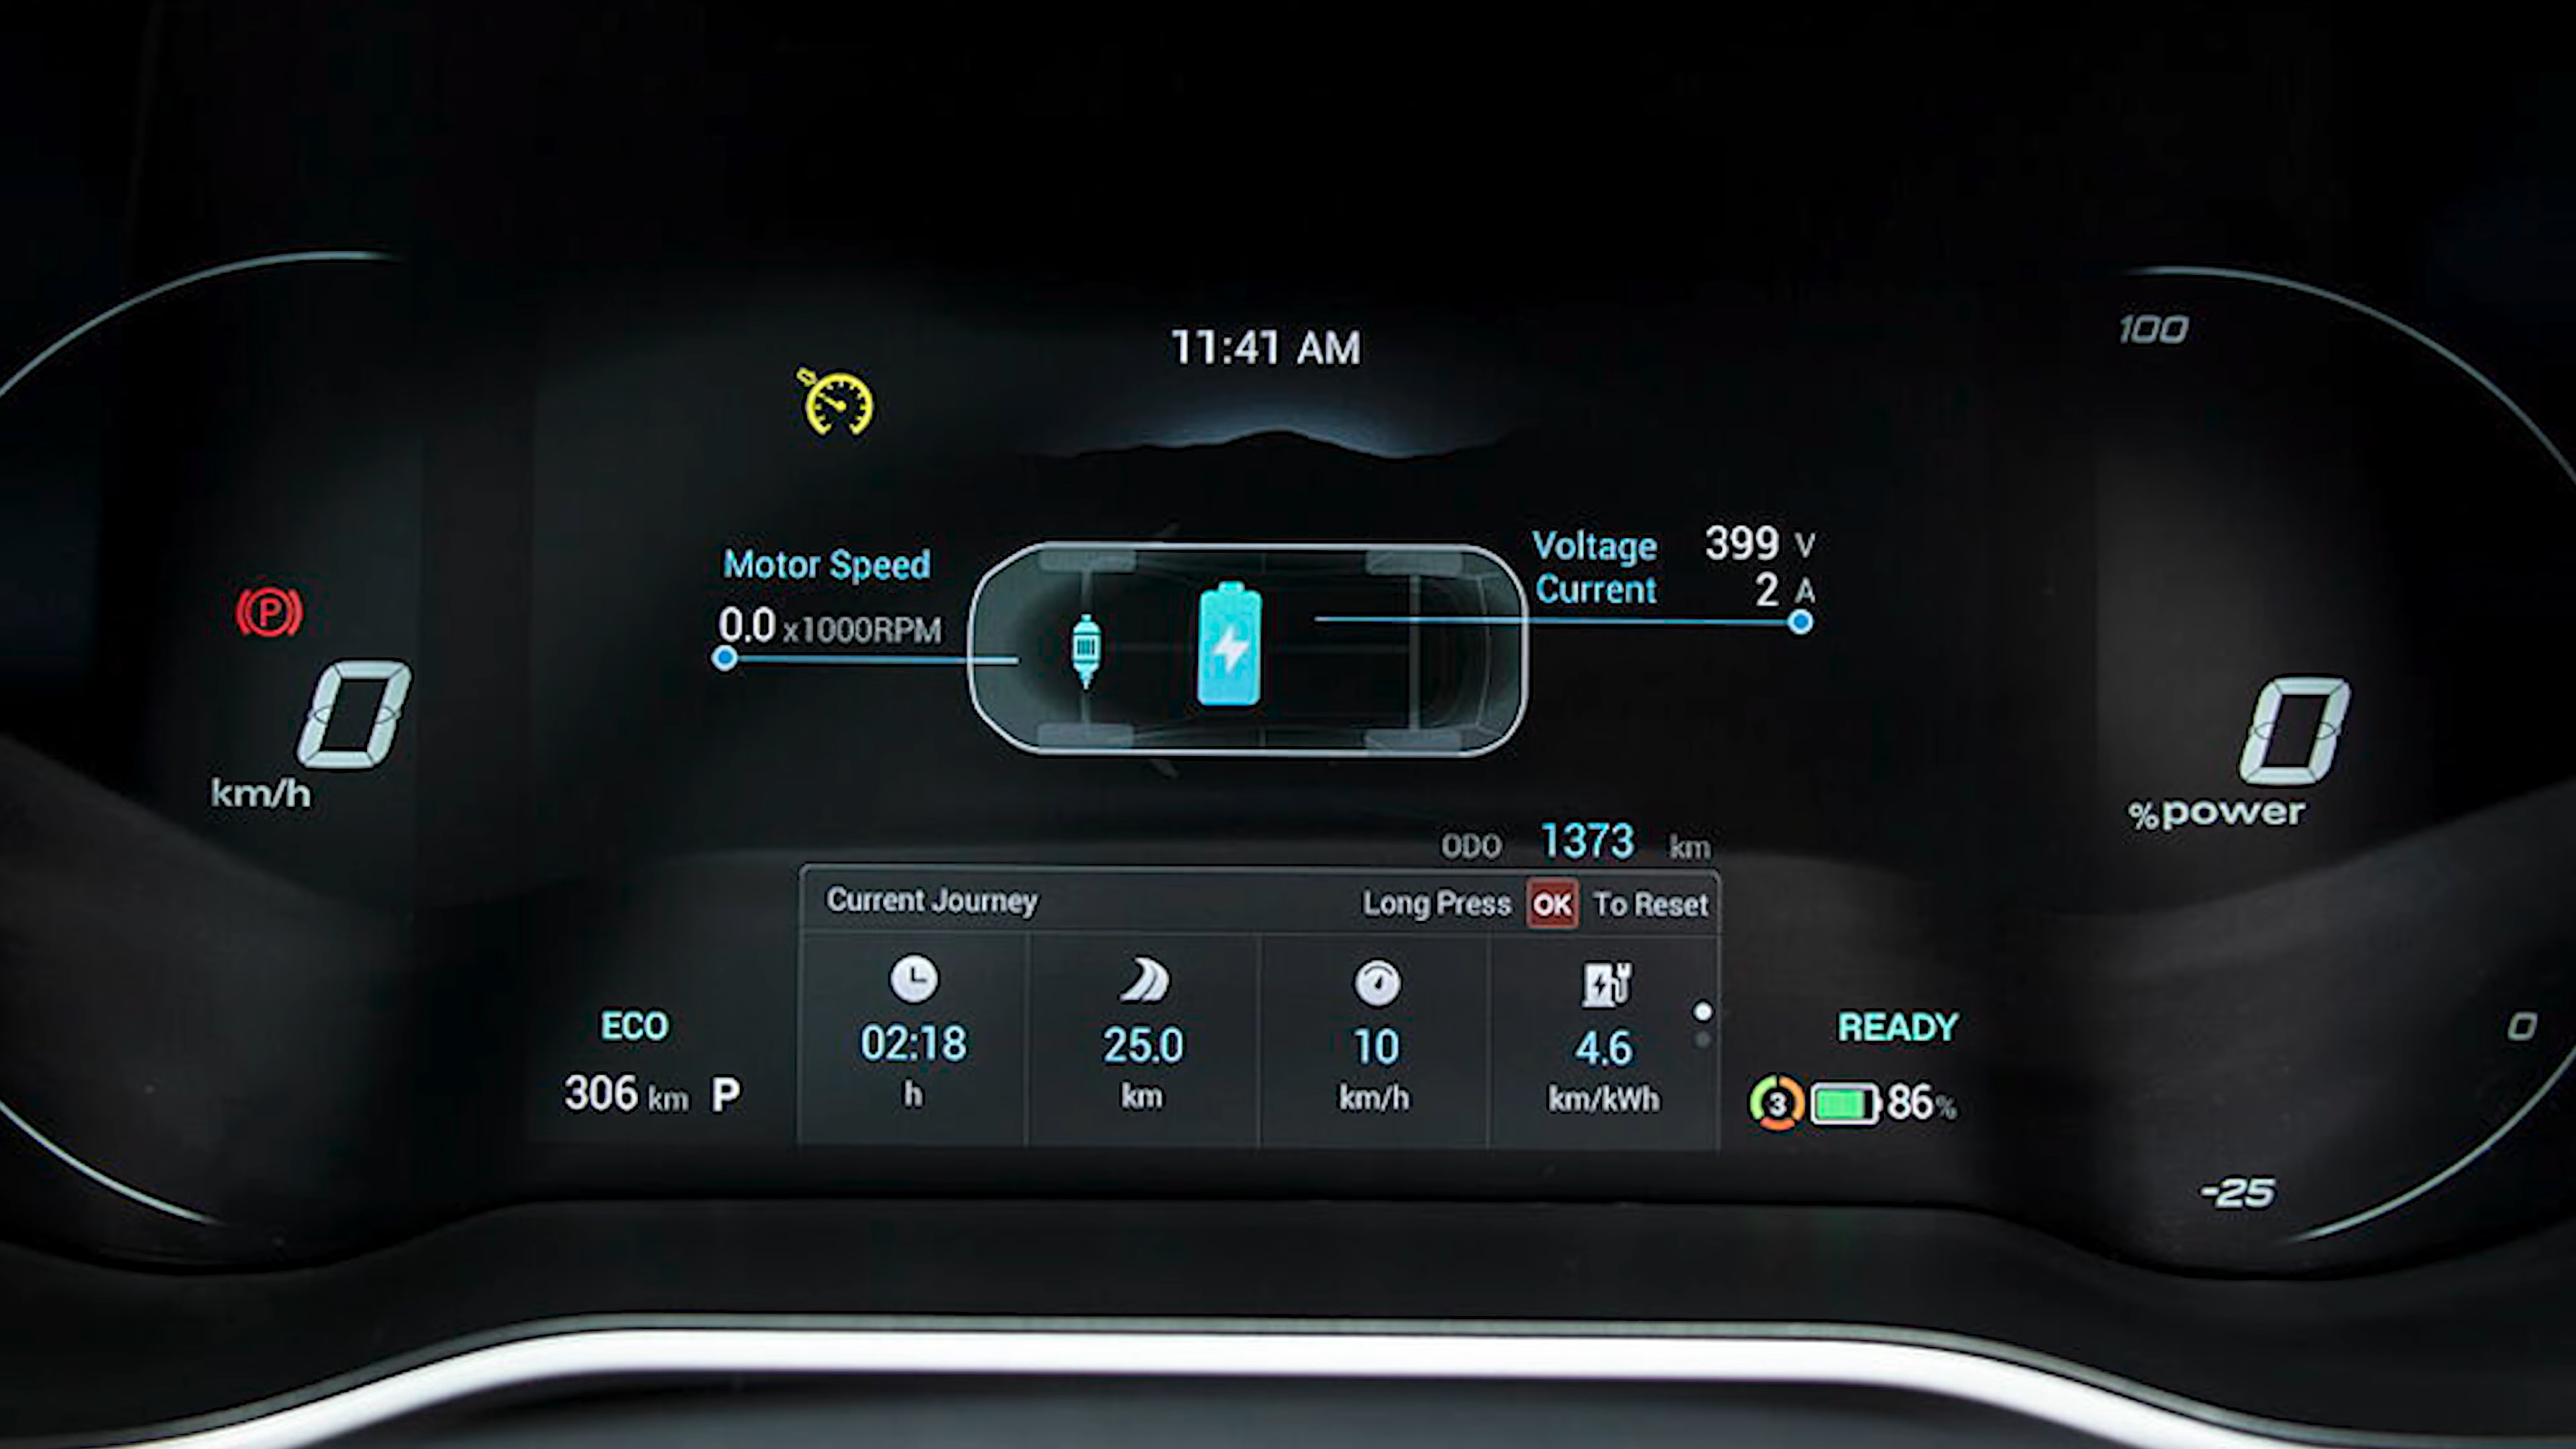 11:41 AM
100
Motor Speed
0.0 x1000RPM
Voltage 399 V
Current 2 A
P
0
km/h
0
%power
ODO 1373 km
Current Journey
Long Press OK To Reset
02:18
h
25.0
km
10
km/h
4.6
km/kWh
ECO
306 km P
READY
3 86%
0
-25